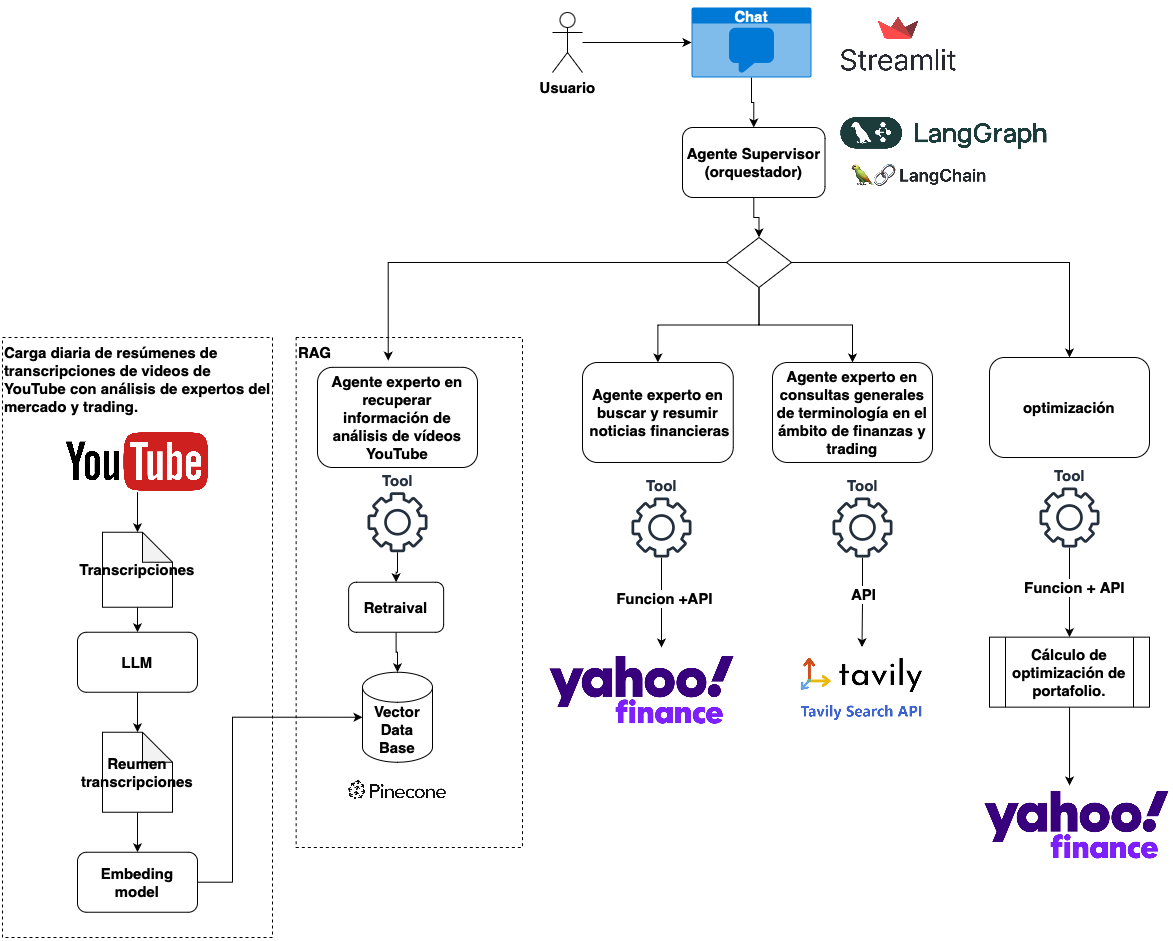 Chat
Streamlit
Usuario
LangGraph
Agente Supervisor
(orquestador)
LangChain
Carga diaria de resúmenes de
transcripciones de videos de
YouTube con análisis de expertos del
mercado y trading.
YouTube
Transcripciones
LLM
Reumen
transcripciones
Embeding
model
RAG
Agente experto en
recuperar
información de
análisis de vídeos
YouTube
Tool
Retraival
Vector
Data
Base
Pinecone
Agente experto en
buscar y resumir
noticias financieras
Tool
Funcion +API
yahoo!
finance
Agente experto en
consultas generales
de terminología en el
ámbito de finanzas y
trading
Tool
API
tavily
Tavily Search API
optimización
Tool
Funcion + API
Cálculo de
optimización de
portafolio.
yahoo!
finance